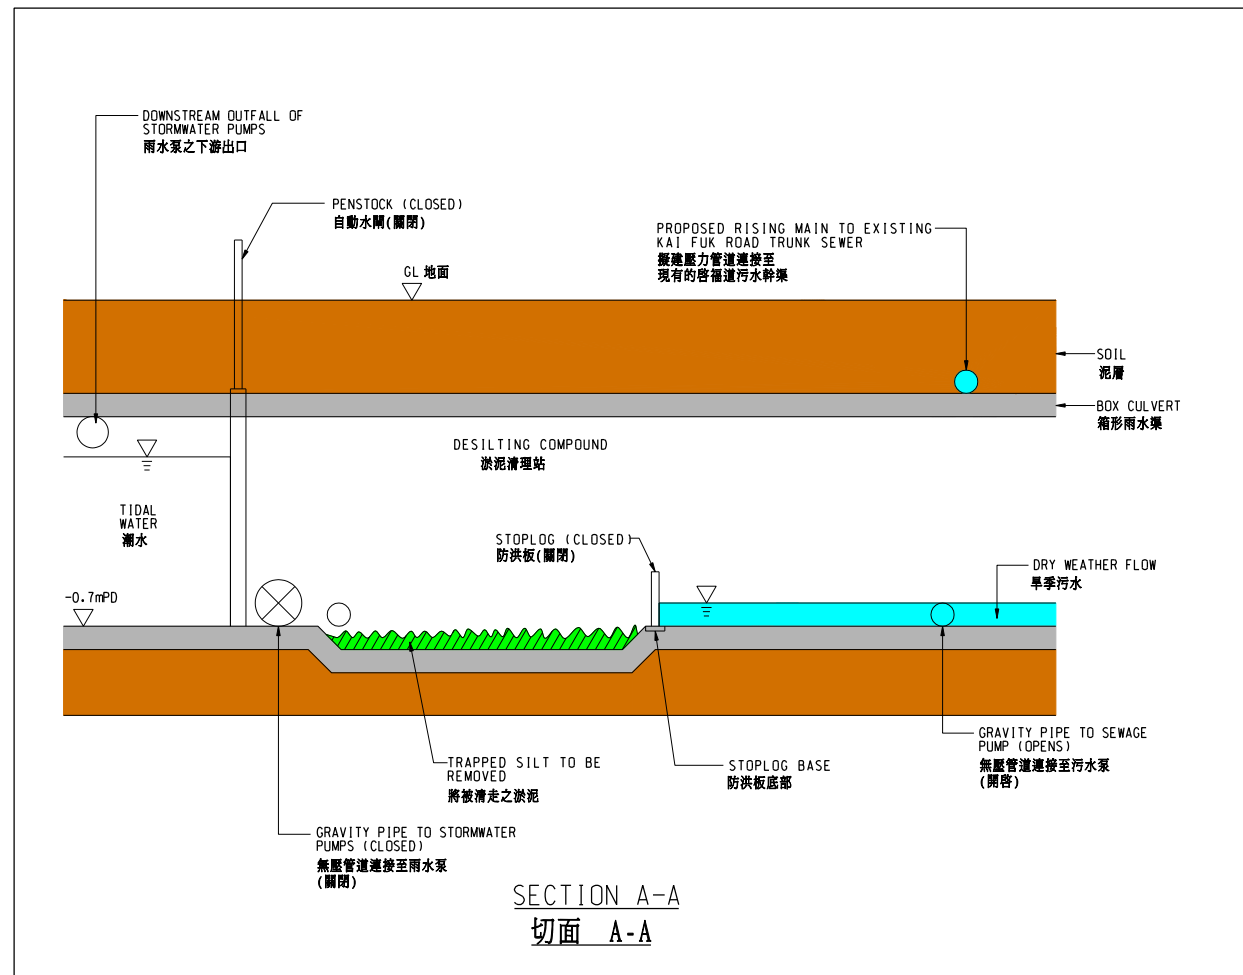 DOWNSTREAM OUTFALL OF
STORMWATER PUMPS
雨水泵之下游出口
PENSTOCK (CLOSED)
自動水閘(關閉)
PROPOSED RISING MAIN TO EXISTING
KAI FUK ROAD TRUNK SEWER
擬建壓力管道連接至
現有的啓福道污水幹渠
GL 地面
SOIL
泥層
BOX CULVERT
箱形雨水渠
DESILTING COMPOUND
淤泥清理站
TIDAL
WATER
潮水
STOPLOG (CLOSED)
防洪板(關閉)
DRY WEATHER FLOW
旱季污水
-0.7mPD
GRAVITY PIPE TO SEWAGE
PUMP (OPENS)
無壓管道連接至污水泵
(開啓)
TRAPPED SILT TO BE
REMOVED
將被清走之淤泥
STOPLOG BASE
防洪板底部
GRAVITY PIPE TO STORMWATER
PUMPS (CLOSED)
無壓管道連接至雨水泵
(關閉)
SECTION A-A
切面 A-A